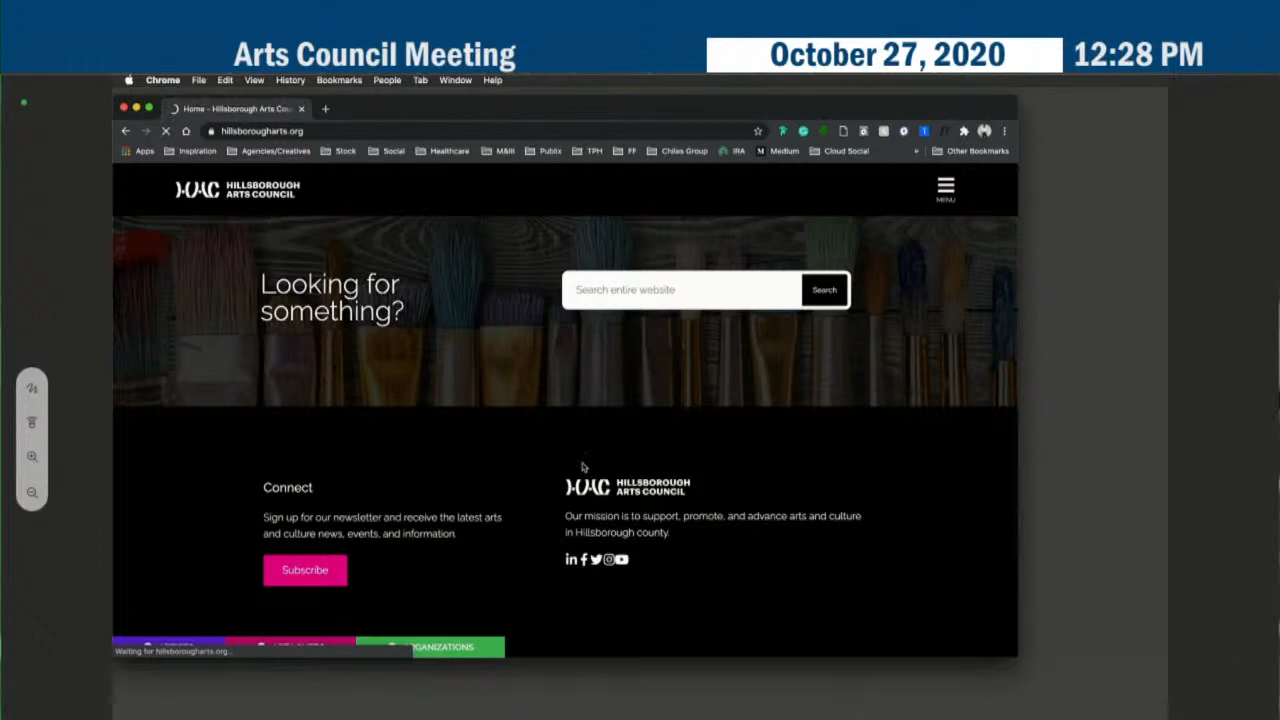 Arts Council Meeting
October 27, 2020
12:28 PM
Chrome File Edit View History Bookmarks People Tab Window Help
Home - Hillsborough Arts Cou
hillsborougharts.org
Apps Inspiration Agencies/Creatives Stock Social Healthcare M&III Publix TPH FF Chiles Group IRA M Medium Cloud Social » Other Bookmarks
HAC HILLSBOROUGH
ARTS COUNCIL
MENU
Looking for
something?
Search entire website
Search
Connect
Sign up for our newsletter and receive the latest arts
and culture news, events, and information.
Subscribe
HAC HILLSBOROUGH
ARTS COUNCIL
Our mission is to support, promote, and advance arts and culture
in Hillsborough county.
Waiting for hillsborougharts.org...